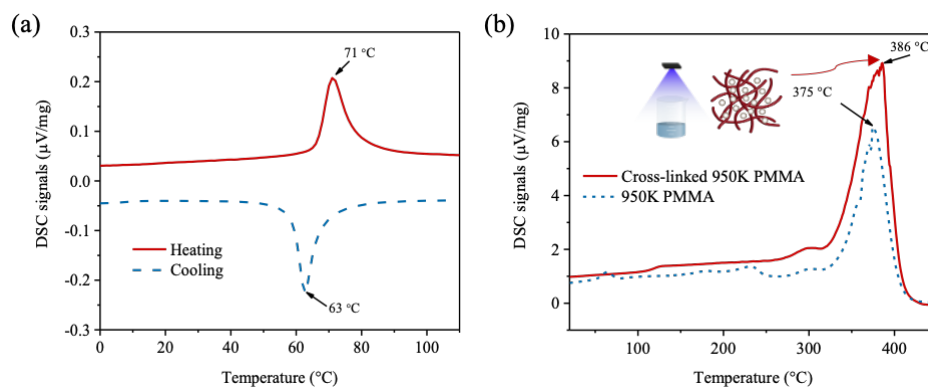 (a)
0.3
0.2
0.1
0.0
-0.1
-0.2
-0.3
DSC signals (μV/mg)
71 °C
Heating
Cooling
63 °C
0
20
40
60
80
100
Temperature (°C)
(b)
10
8
6
4
2
0
DSC signals (μV/mg)
386 °C
375 °C
Cross-linked 950K PMMA
950K PMMA
100
200
300
400
Temperature (°C)